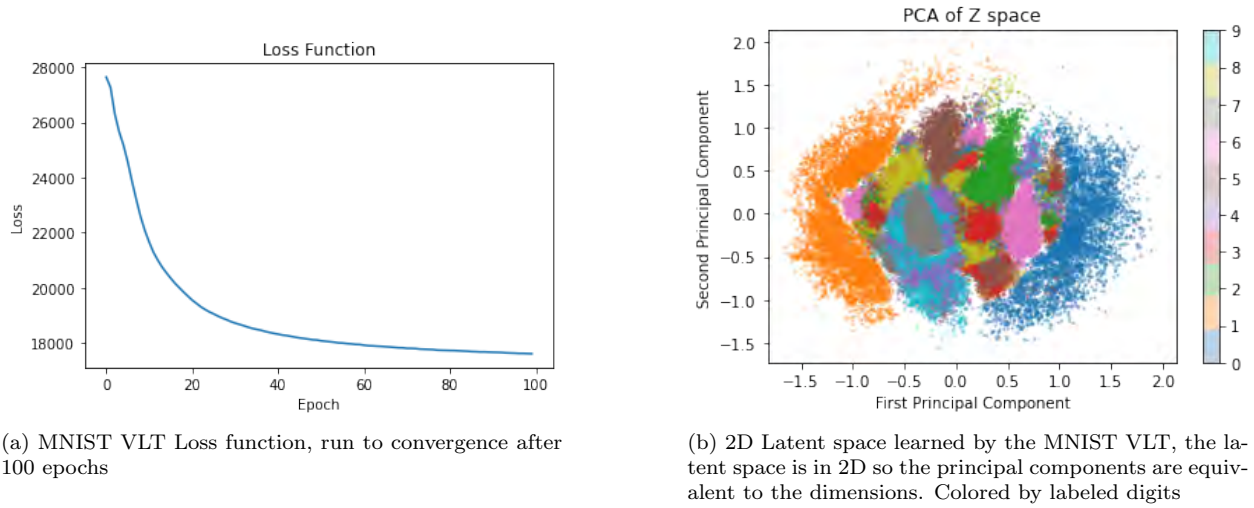 Loss Function
28000
26000
24000
22000
20000
18000
Loss
0 20 40 60 80 100
Epoch
(a) MNIST VLT Loss function, run to convergence after
100 epochs
PCA of Z space
2.0
1.5
1.0
0.5
0.0
−0.5
−1.0
−1.5
Second Principal Component
−1.5 −1.0 −0.5 0.0 0.5 1.0 1.5 2.0
First Principal Component
9
8
7
6
5
4
3
2
1
0
(b) 2D Latent space learned by the MNIST VLT, the la-
tent space is in 2D so the principal components are equiv-
alent to the dimensions. Colored by labeled digits